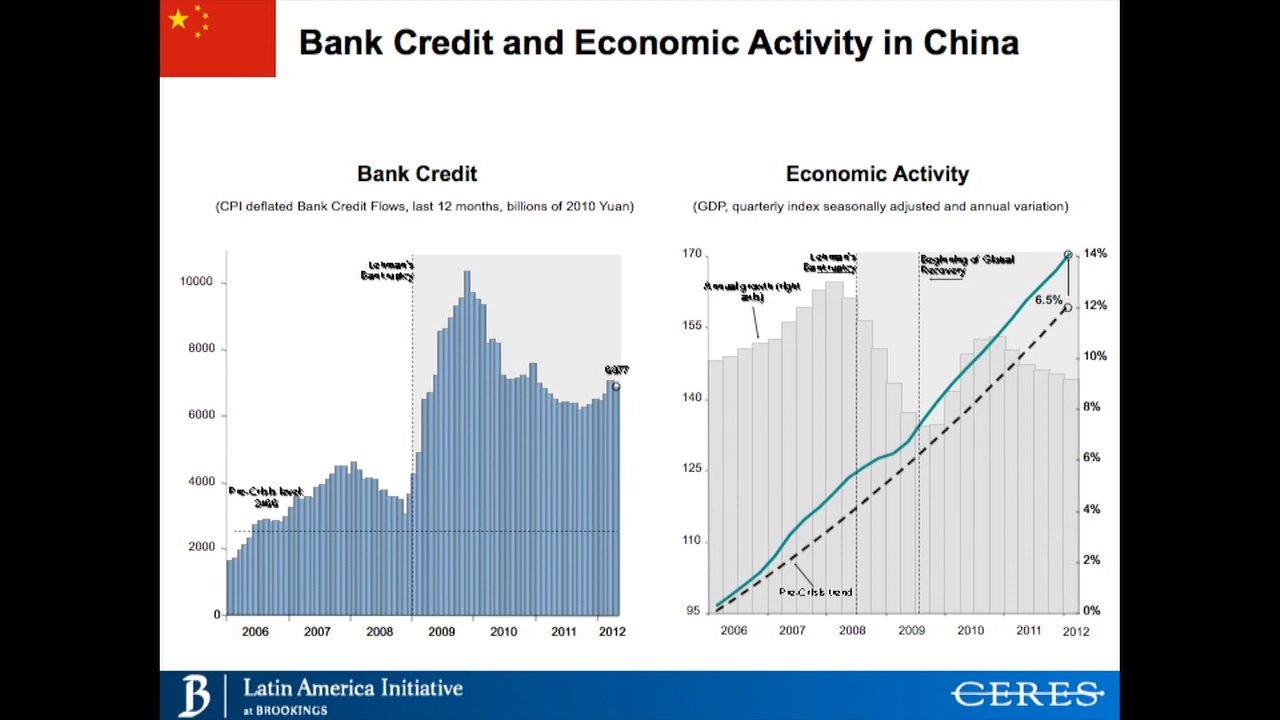 Bank Credit and Economic Activity in China
Bank Credit
(CPI deflated Bank Credit Flows, last 12 months, billions of 2010 Yuan)
10000
8000
6000
4000
2000
0
Lehman's
Bankruptcy
Pre-Crisis level:
2006
2007
2008
2009
2010
2011
2012
Economic Activity
(GDP, quarterly index seasonally adjusted and annual variation)
170
155
140
125
110
95
Lehman's
Bankruptcy
Beginning of Global
Recovery
Annual growth (right
axis)
6.5%
Pre-Crisis trend
14%
12%
10%
8%
6%
4%
2%
0%
2006
2007
2008
2009
2010
2011
2012
B
Latin America Initiative
at BROOKINGS
CERES